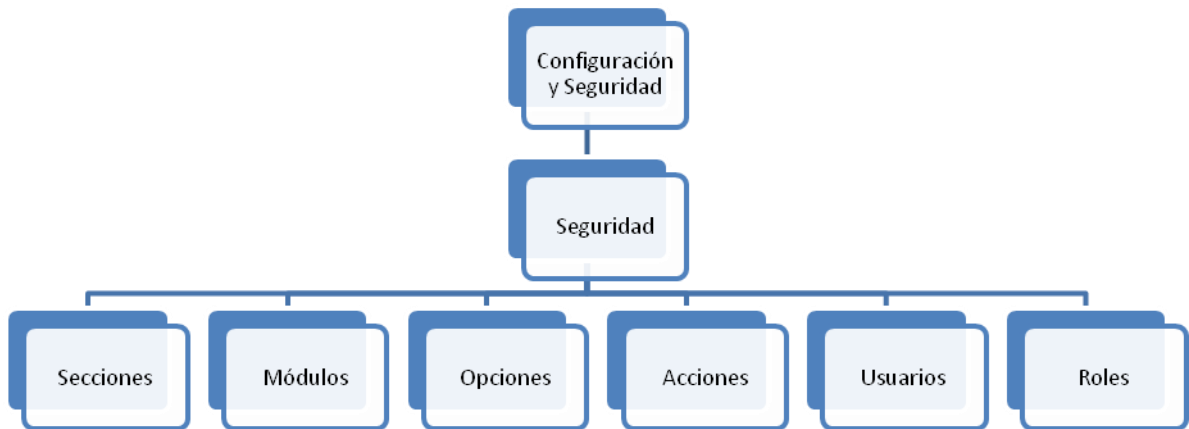 Configuración
y Seguridad
Seguridad
Secciones
Módulos
Opciones
Acciones
Usuarios
Roles